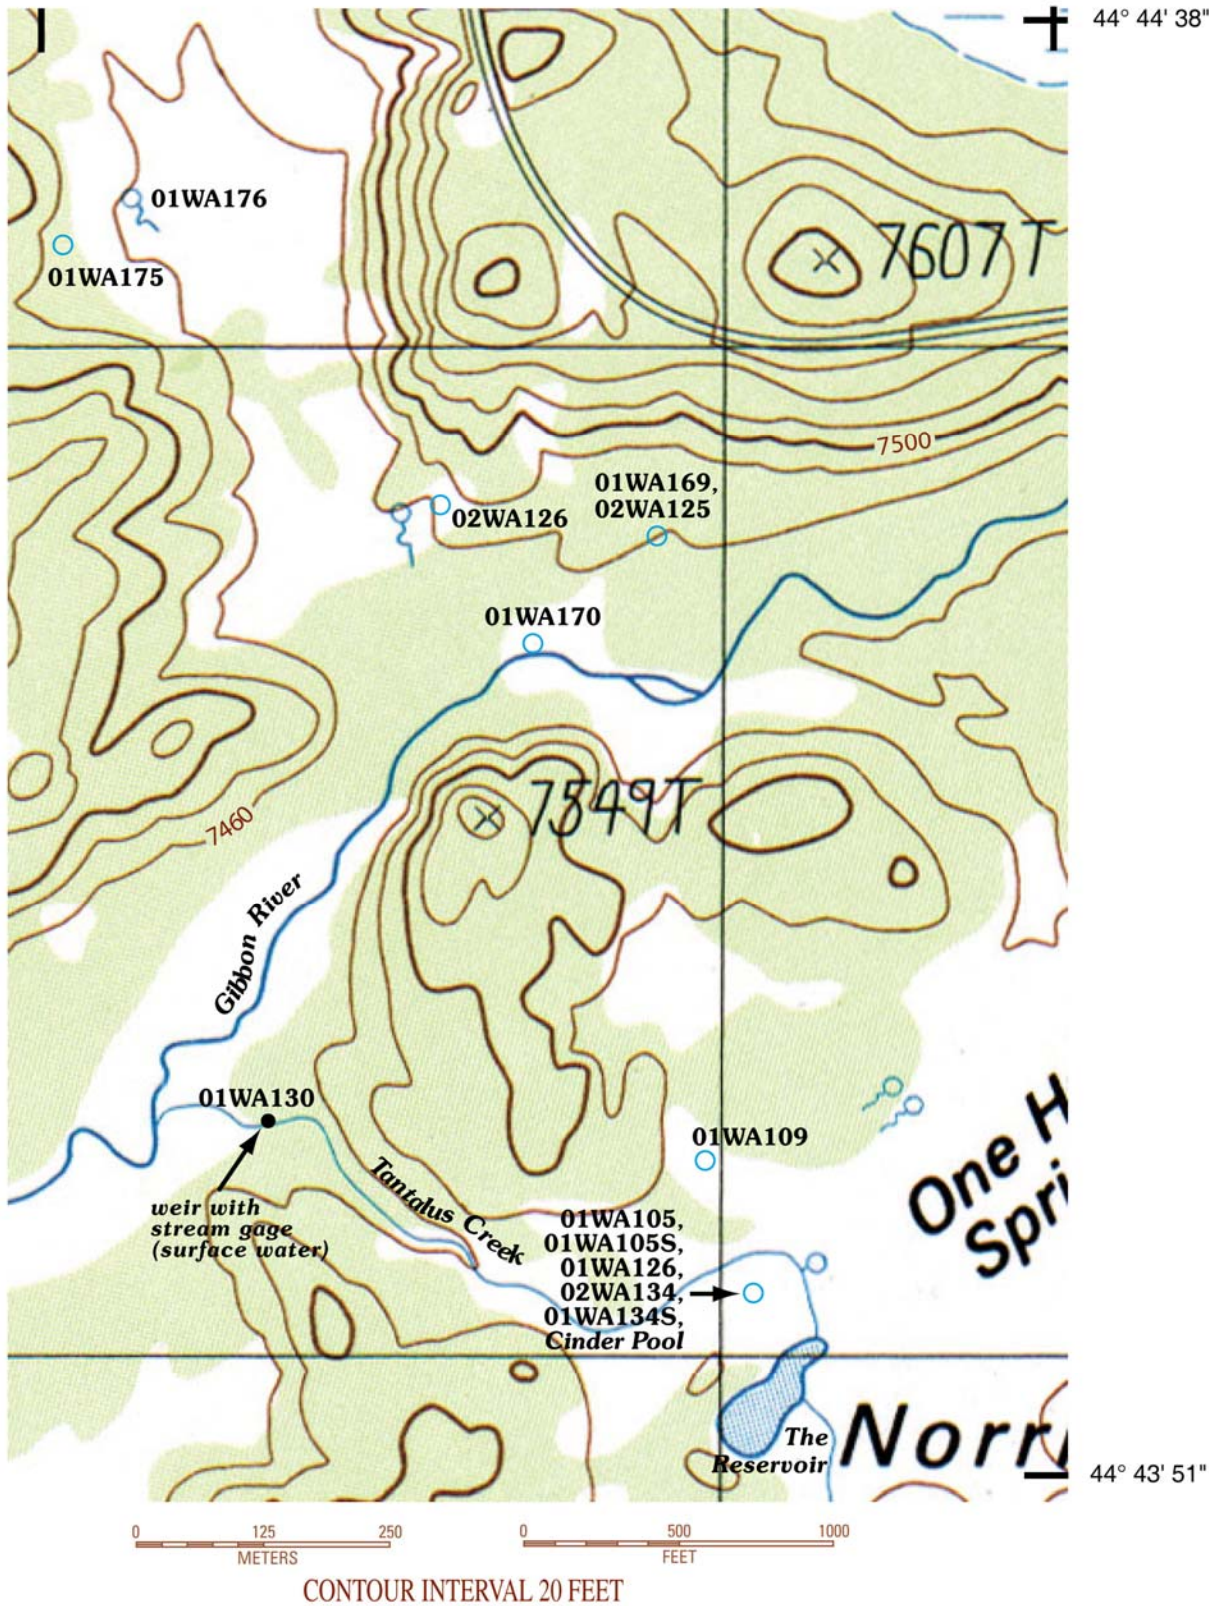 44° 44' 38"
01WA176
01WA175
7607 T
7500
01WA169,
02WA125
02WA126
01WA170
7549T
7460
Gibbon River
01WA130
weir with
stream gage
(surface water)
Tantalus Creek
01WA109
One H
Spri
01WA105,
01WA105S,
01WA126,
02WA134,
01WA134S,
Cinder Pool
The
Reservoir
Norr
44° 43' 51"
0 125 250
METERS
0 500 1000
FEET
CONTOUR INTERVAL 20 FEET